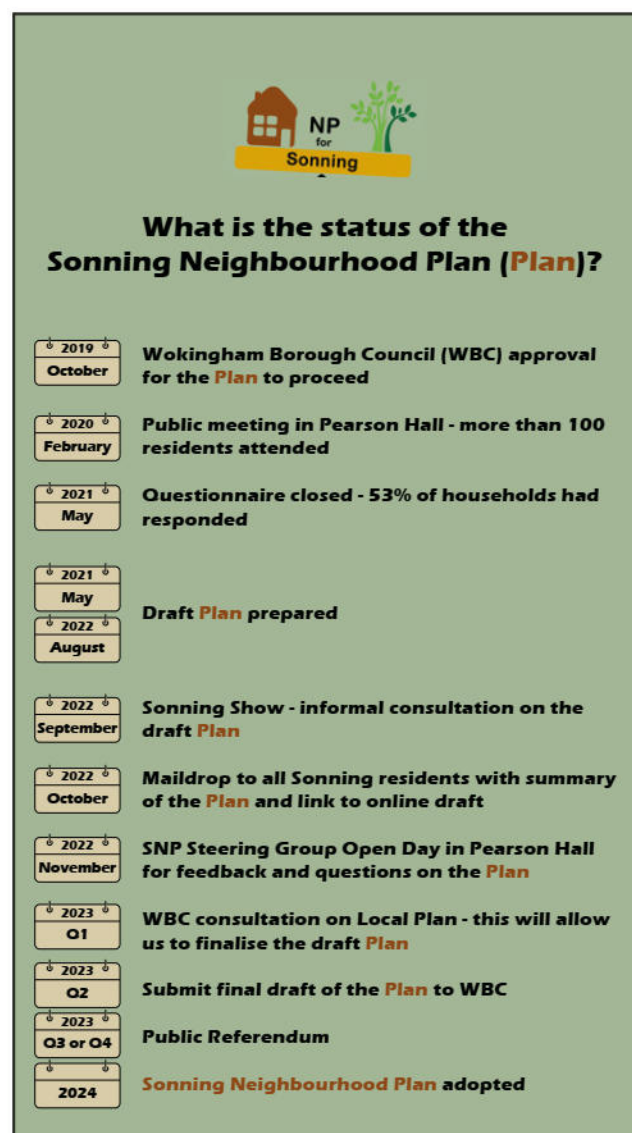 NP
for
Sonning
What is the status of the
Sonning Neighbourhood Plan (Plan)?
2019
October
Wokingham Borough Council (WBC) approval
for the Plan to proceed
2020
February
Public meeting in Pearson Hall - more than 100
residents attended
2021
May
Questionnaire closed - 53% of households had
responded
2021
May
2022
August
Draft Plan prepared
2022
September
Sonning Show - informal consultation on the
draft Plan
2022
October
Maildrop to all Sonning residents with summary
of the Plan and link to online draft
2022
November
SNP Steering Group Open Day in Pearson Hall
for feedback and questions on the Plan
2023
Q1
WBC consultation on Local Plan - this will allow
us to finalise the draft Plan
2023
Q2
Submit final draft of the Plan to WBC
2023
Q3 or Q4
Public Referendum
2024
Sonning Neighbourhood Plan adopted